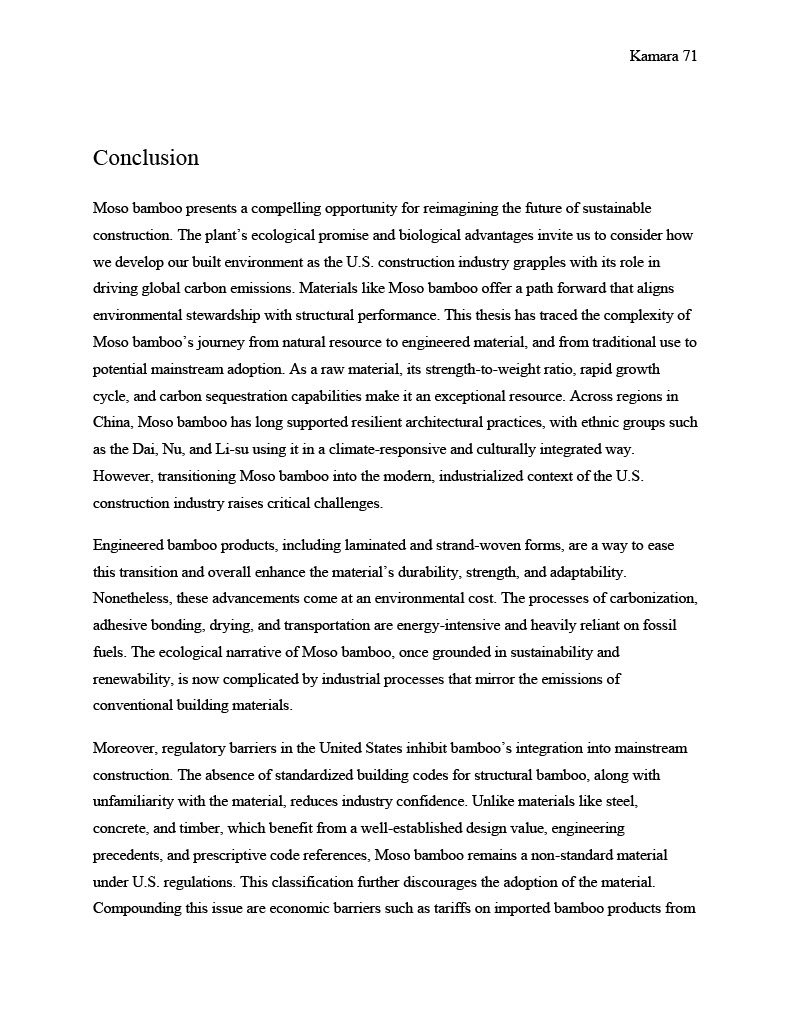 Kamara 71
Conclusion
Moso bamboo presents a compelling opportunity for reimagining the future of sustainable
construction. The plant’s ecological promise and biological advantages invite us to consider how
we develop our built environment as the U.S. construction industry grapples with its role in
driving global carbon emissions. Materials like Moso bamboo offer a path forward that aligns
environmental stewardship with structural performance. This thesis has traced the complexity of
Moso bamboo’s journey from natural resource to engineered material, and from traditional use to
potential mainstream adoption. As a raw material, its strength-to-weight ratio, rapid growth
cycle, and carbon sequestration capabilities make it an exceptional resource. Across regions in
China, Moso bamboo has long supported resilient architectural practices, with ethnic groups such
as the Dai, Nu, and Li-su using it in a climate-responsive and culturally integrated way.
However, transitioning Moso bamboo into the modern, industrialized context of the U.S.
construction industry raises critical challenges.
Engineered bamboo products, including laminated and strand-woven forms, are a way to ease
this transition and overall enhance the material’s durability, strength, and adaptability.
Nonetheless, these advancements come at an environmental cost. The processes of carbonization,
adhesive bonding, drying, and transportation are energy-intensive and heavily reliant on fossil
fuels. The ecological narrative of Moso bamboo, once grounded in sustainability and
renewability, is now complicated by industrial processes that mirror the emissions of
conventional building materials.
Moreover, regulatory barriers in the United States inhibit bamboo’s integration into mainstream
construction. The absence of standardized building codes for structural bamboo, along with
unfamiliarity with the material, reduces industry confidence. Unlike materials like steel,
concrete, and timber, which benefit from a well-established design value, engineering
precedents, and prescriptive code references, Moso bamboo remains a non-standard material
under U.S. regulations. This classification further discourages the adoption of the material.
Compounding this issue are economic barriers such as tariffs on imported bamboo products from